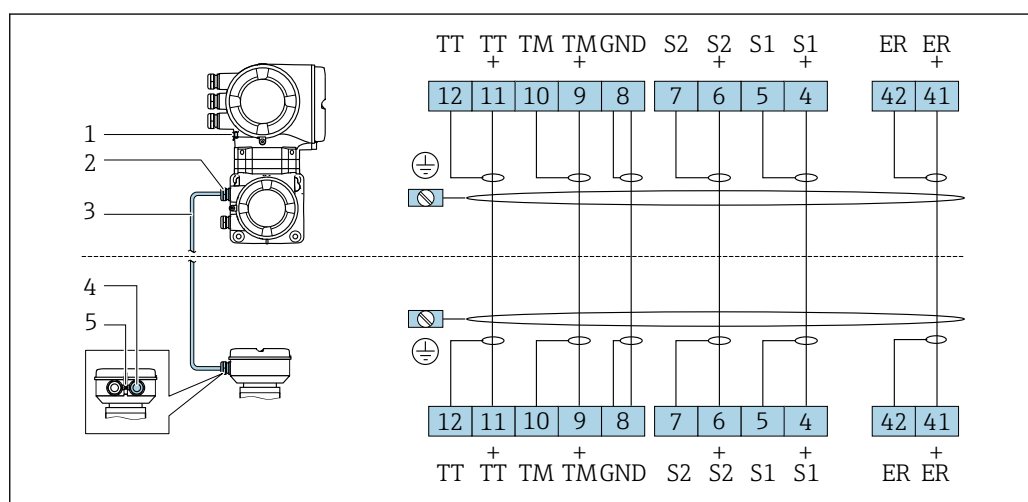 TT TT TM TM GND S2 S2 S1 S1 ER ER
+ + + + +
12 11 10 9 8 7 6 5 4 42 41
1
2
3
4
5
12 11 10 9 8 7 6 5 4 42 41
+ + + + +
TT TT TM TM GND S2 S2 S1 S1 ER ER